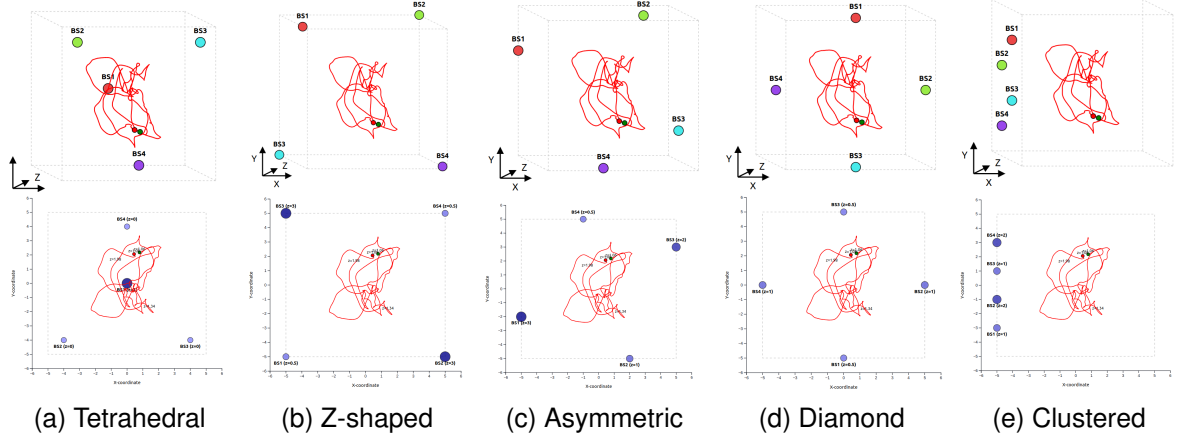 BS2
BS3
BS1
BS4
Z
BS1
BS2
BS3
BS4
Y
Z
X
BS2
BS1
BS3
BS4
Y
Z
X
BS1
BS4
BS2
BS3
Y
Z
X
BS1
BS2
BS3
BS4
Y
Z
X
BS4 (z=0)
BS2 (z=0)
BS3 (z=0)
Y-coordinate
X-coordinate
BS3 (z=3)
BS4 (z=0.5)
BS1 (z=0.5)
BS2 (z=3)
Y-coordinate
X-coordinate
BS4 (z=0.5)
BS3 (z=2)
BS1 (z=3)
BS2 (z=1)
Y-coordinate
X-coordinate
BS3 (z=0.5)
BS4 (z=1)
BS2 (z=1)
BS1 (z=0.5)
Y-coordinate
X-coordinate
BS4 (z=2)
BS3 (z=1)
BS2 (z=2)
BS1 (z=1)
Y-coordinate
X-coordinate
(a) Tetrahedral
(b) Z-shaped
(c) Asymmetric
(d) Diamond
(e) Clustered